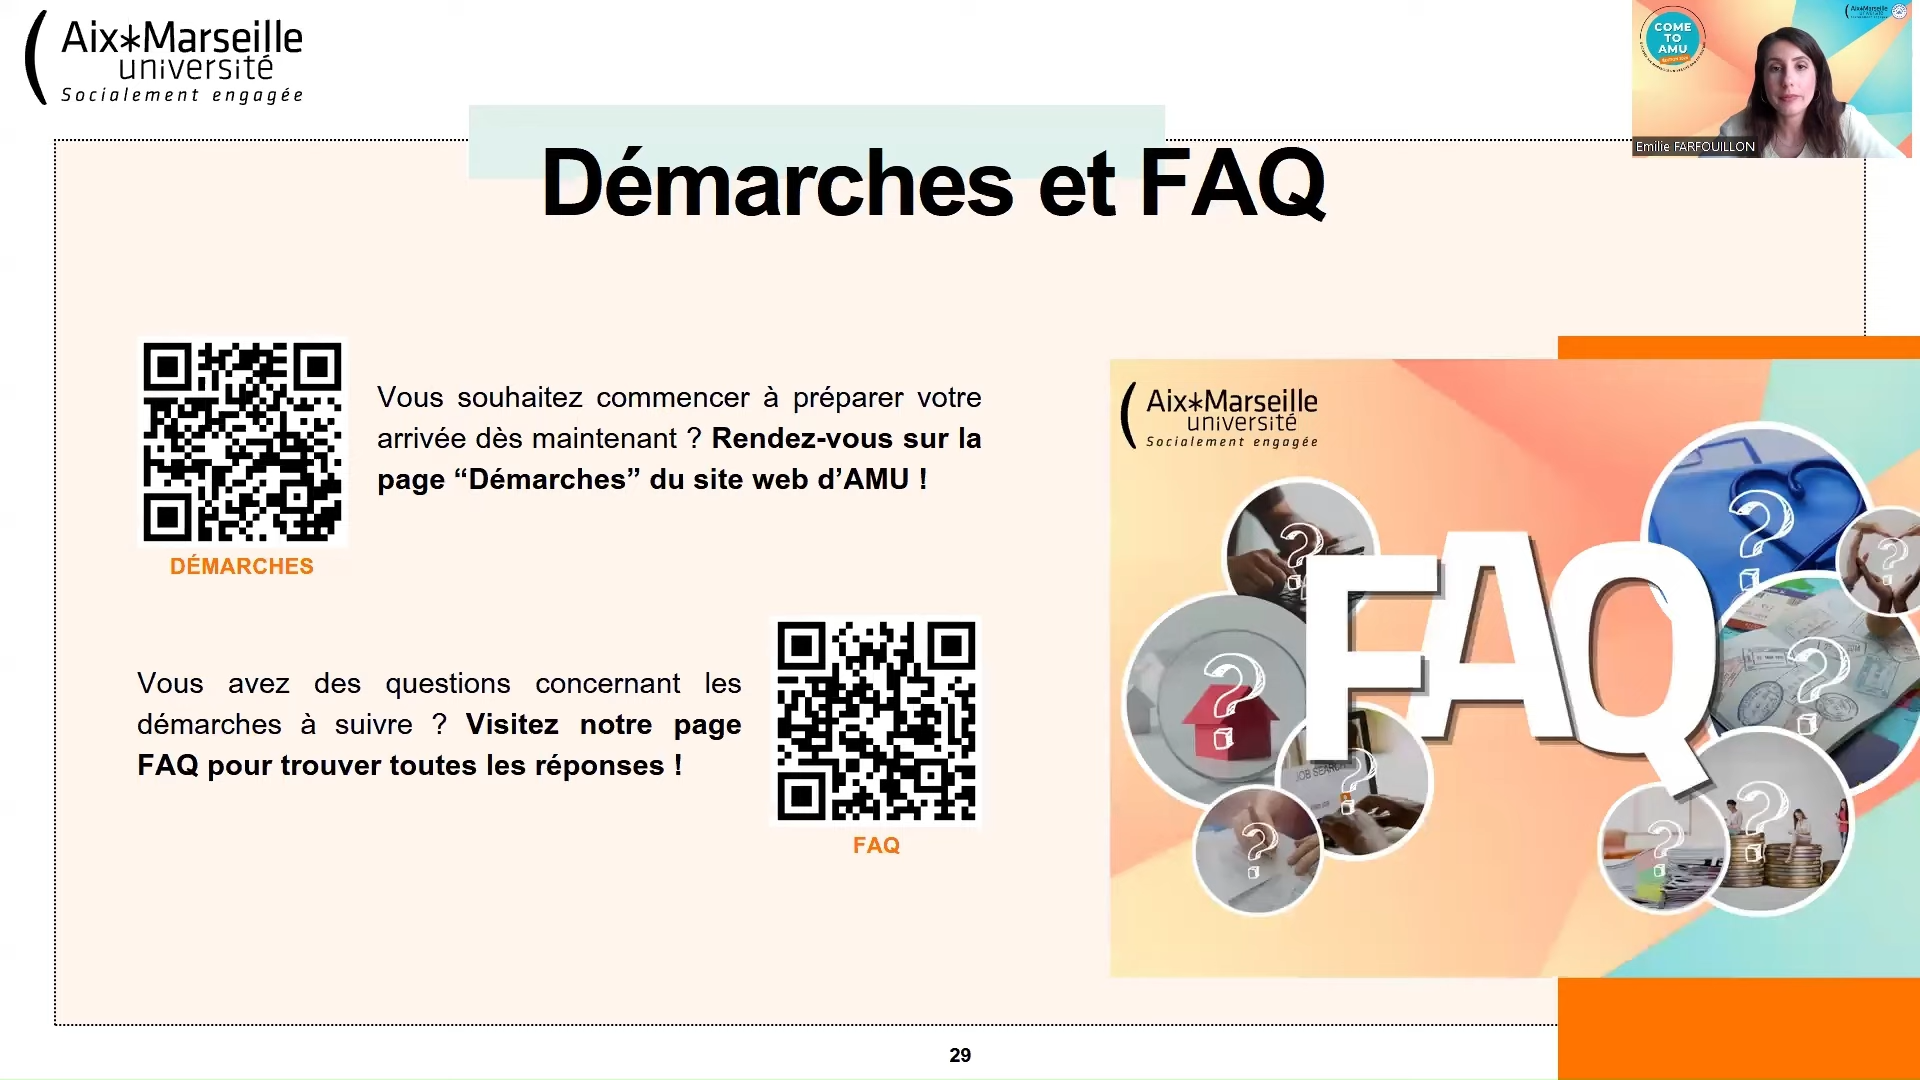 Aix*Marseille
université
Socialement engagée
COME
TO
AMU
Emilie FARFOUILLON
Démarches et FAQ
Vous souhaitez commencer à préparer votre
arrivée dès maintenant ? Rendez-vous sur la
page “Démarches” du site web d’AMU !
DÉMARCHES
Vous avez des questions concernant les
démarches à suivre ? Visitez notre page
FAQ pour trouver toutes les réponses !
FAQ
Aix*Marseille
université
Socialement engagée
FAQ
JOB SEARCH
29